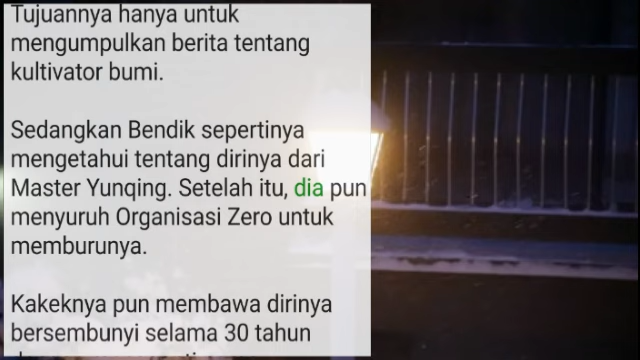 Tujuannya hanya untuk
mengumpulkan berita tentang
kultivator bumi.
Sedangkan Bendik sepertinya
mengetahui tentang dirinya dari
Master Yunqing. Setelah itu, dia pun
menyuruh Organisasi Zero untuk
memburunya.
Kakeknya pun membawa dirinya
bersembunyi selama 30 tahun